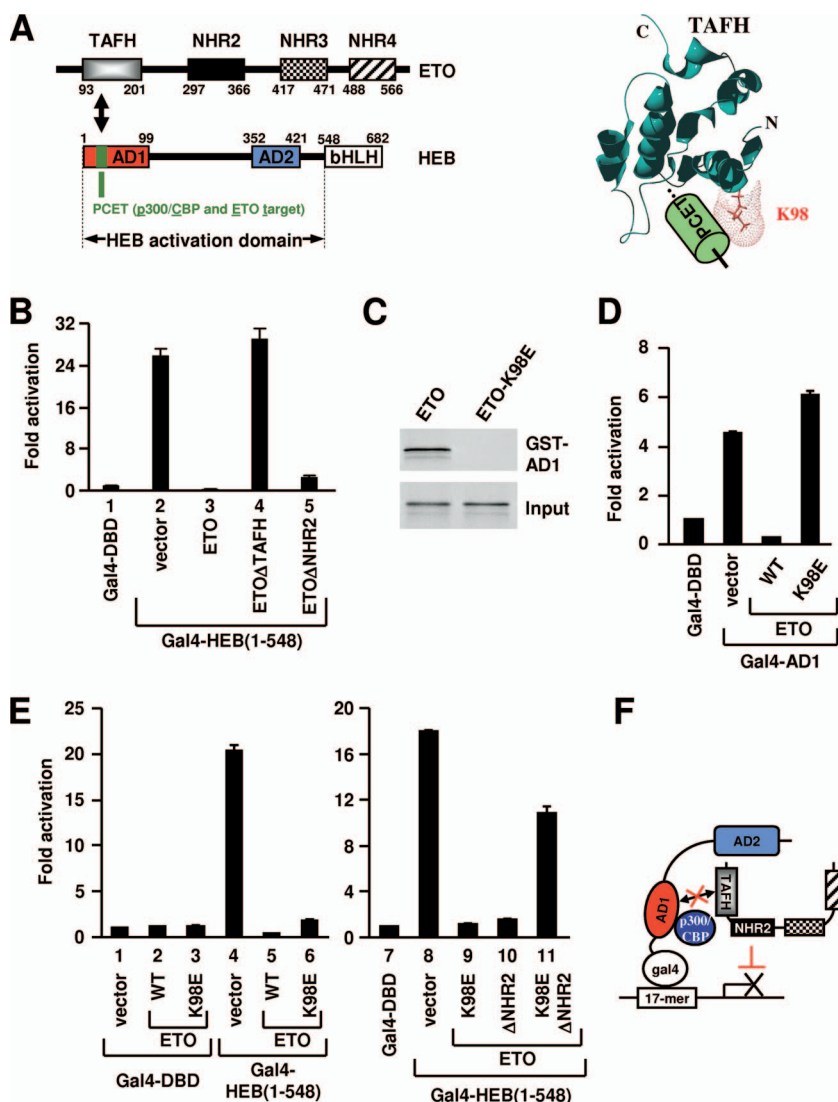 A
TAFH NHR2 NHR3 NHR4
ETO
93 201 297 366 417 471 488 566
1 99 352 421 548 682
AD1 AD2 bHLH HEB
PCET (p300/CBP and ETO target)
HEB activation domain
C TAFH
N
K98
PCET
B
Fold activation
32
24
16
8
0
1 2 3 4 5
Gal4-DBD
vector
ETO
ETOΔTAFH
ETOΔNHR2
Gal4-HEB(1-548)
C
ETO
ETO-K98E
GST-
AD1
Input
D
Fold activation
8
6
4
2
0
Gal4-DBD
vector
WT
K98E
ETO
Gal4-AD1
E
Fold activation
25
20
15
10
5
0
1 2 3 4 5 6
vector
WT
K98E
vector
WT
K98E
ETO ETO
Gal4-DBD
Gal4-
HEB(1-548)
20
16
12
8
4
0
7 8 9 10 11
Gal4-DBD
vector
K98E
ΔNHR2
K98E
ΔNHR2
ETO
Gal4-HEB(1-548)
F
AD2
TAFH
AD1
p300/
CBP
NHR2
gal4
17-mer